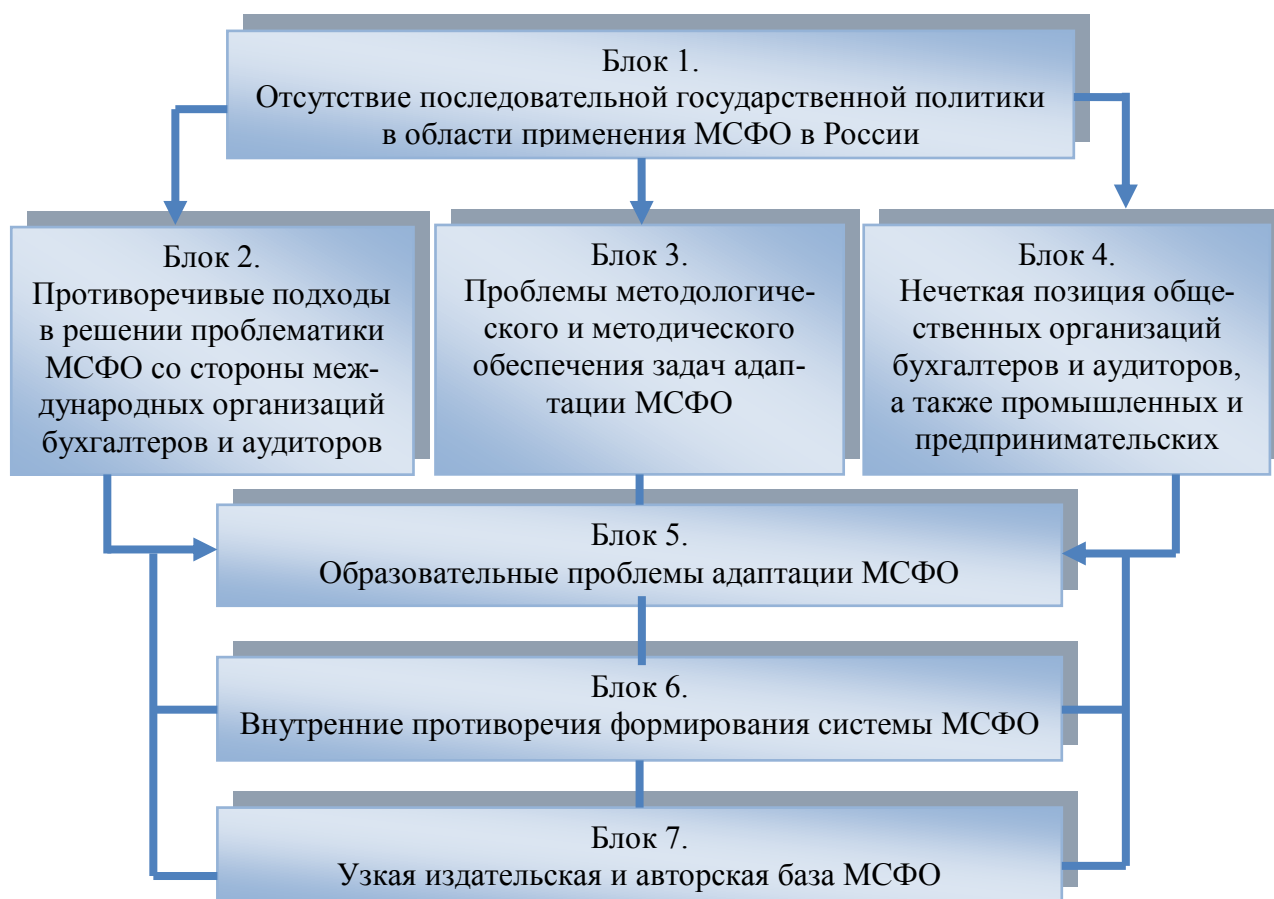 Блок 1.
Отсутствие последовательной государственной политики
в области применения МСФО в России
Блок 2.
Противоречивые подходы
в решении проблематики
МСФО со стороны меж-
дународных организаций
бухгалтеров и аудиторов
Блок 3.
Проблемы методологиче-
ского и методического
обеспечения задач адап-
тации МСФО
Блок 4.
Нечеткая позиция обще-
ственных организаций
бухгалтеров и аудиторов,
а также промышленных и
предпринимательских
Блок 5.
Образовательные проблемы адаптации МСФО
Блок 6.
Внутренние противоречия формирования системы МСФО
Блок 7.
Узкая издательская и авторская база МСФО